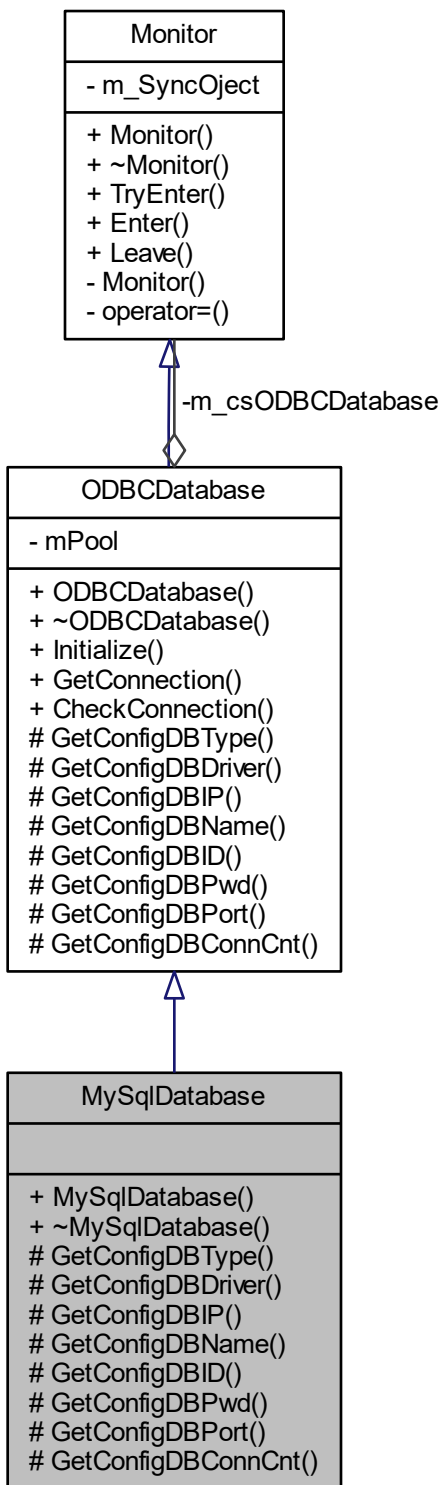 Monitor
- m_SyncOject
+ Monitor()
+ ~Monitor()
+ TryEnter()
+ Enter()
+ Leave()
- Monitor()
- operator=()
-m_csODBCDatabase
ODBCDatabase
- mPool
+ ODBCDatabase()
+ ~ODBCDatabase()
+ Initialize()
+ GetConnection()
+ CheckConnection()
# GetConfigDBType()
# GetConfigDBDriver()
# GetConfigDBIP()
# GetConfigDBName()
# GetConfigDBID()
# GetConfigDBPwd()
# GetConfigDBPort()
# GetConfigDBConnCnt()
MySqlDatabase
+ MySqlDatabase()
+ ~MySqlDatabase()
# GetConfigDBType()
# GetConfigDBDriver()
# GetConfigDBIP()
# GetConfigDBName()
# GetConfigDBID()
# GetConfigDBPwd()
# GetConfigDBPort()
# GetConfigDBConnCnt()